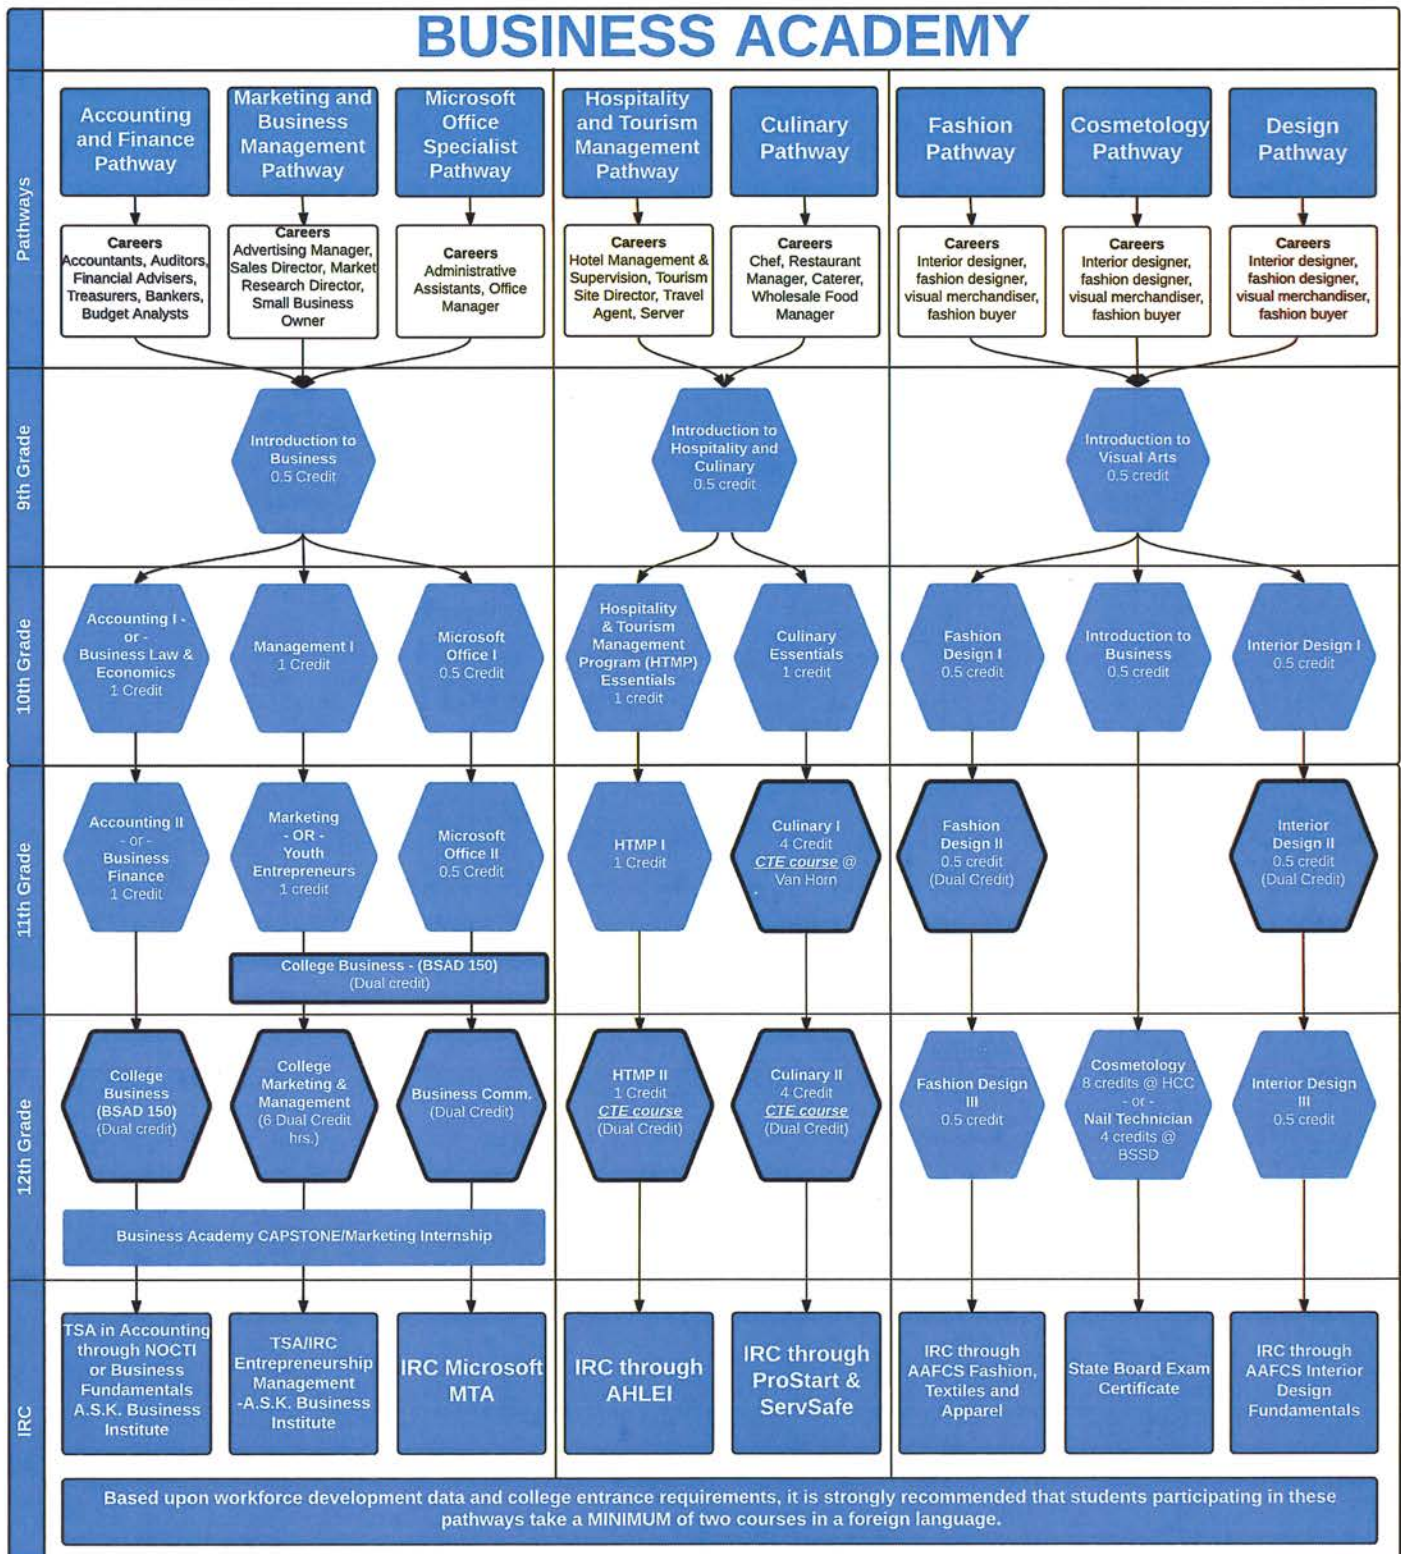 BUSINESS ACADEMY
Pathways
Accounting
and Finance
Pathway
Marketing and
Business
Management
Pathway
Microsoft
Office
Specialist
Pathway
Hospitality
and Tourism
Management
Pathway
Culinary
Pathway
Fashion
Pathway
Cosmetology
Pathway
Design
Pathway
Careers
Accountants, Auditors,
Financial Advisers,
Treasurers, Bankers,
Budget Analysts
Careers
Advertising Manager,
Sales Director, Market
Research Director,
Small Business
Owner
Careers
Administrative
Assistants, Office
Manager
Careers
Hotel Management &
Supervision, Tourism
Site Director, Travel
Agent, Server
Careers
Chef, Restaurant
Manager, Caterer,
Wholesale Food
Manager
Careers
Interior designer,
fashion designer,
visual merchandiser,
fashion buyer
Careers
Interior designer,
fashion designer,
visual merchandiser,
fashion buyer
Careers
Interior designer,
fashion designer,
visual merchandiser,
fashion buyer
9th Grade
Introduction to
Business
0.5 Credit
Introduction to
Hospitality and
Culinary
0.5 credit
Introduction to
Visual Arts
0.5 credit
10th Grade
Accounting I -
or -
Business Law &
Economics
1 Credit
Management I
1 Credit
Microsoft
Office I
0.5 Credit
Hospitality
& Tourism
Management
Program (HTMP)
Essentials
1 credit
Culinary
Essentials
1 credit
Fashion
Design I
0.5 credit
Introduction to
Business
0.5 credit
Interior Design I
0.5 credit
11th Grade
Accounting II
- or -
Business
Finance
1 Credit
Marketing
- OR -
Youth
Entrepreneurs
1 credit
Microsoft
Office II
0.5 Credit
HTMP I
1 Credit
Culinary I
4 Credit
CTE course @
Van Horn
Fashion
Design II
0.5 credit
(Dual Credit)
Interior
Design II
0.5 credit
(Dual Credit)
College Business - (BSAD 150)
(Dual credit)
12th Grade
College
Business
(BSAD 150)
(Dual credit)
College
Marketing &
Management
(6 Dual Credit
hrs.)
Business Comm.
(Dual Credit)
HTMP II
1 Credit
CTE course
(Dual Credit)
Culinary II
4 Credit
CTE course
(Dual Credit)
Fashion Design
III
0.5 credit
Cosmetology
8 credits @ HCC
- or -
Nail Technician
4 credits @
BSSD
Interior Design
III
0.5 credit
Business Academy CAPSTONE/Marketing Internship
IRC
TSA in Accounting
through NOCTI
or Business
Fundamentals
A.S.K. Business
Institute
TSA/IRC
Entrepreneurship
Management
-A.S.K. Business
Institute
IRC Microsoft
MTA
IRC through
AHLEI
IRC through
ProStart &
ServSafe
IRC through
AAFCS Fashion,
Textiles and
Apparel
State Board Exam
Certificate
IRC through
AAFCS Interior
Design
Fundamentals
Based upon workforce development data and college entrance requirements, it is strongly recommended that students participating in these
pathways take a MINIMUM of two courses in a foreign language.